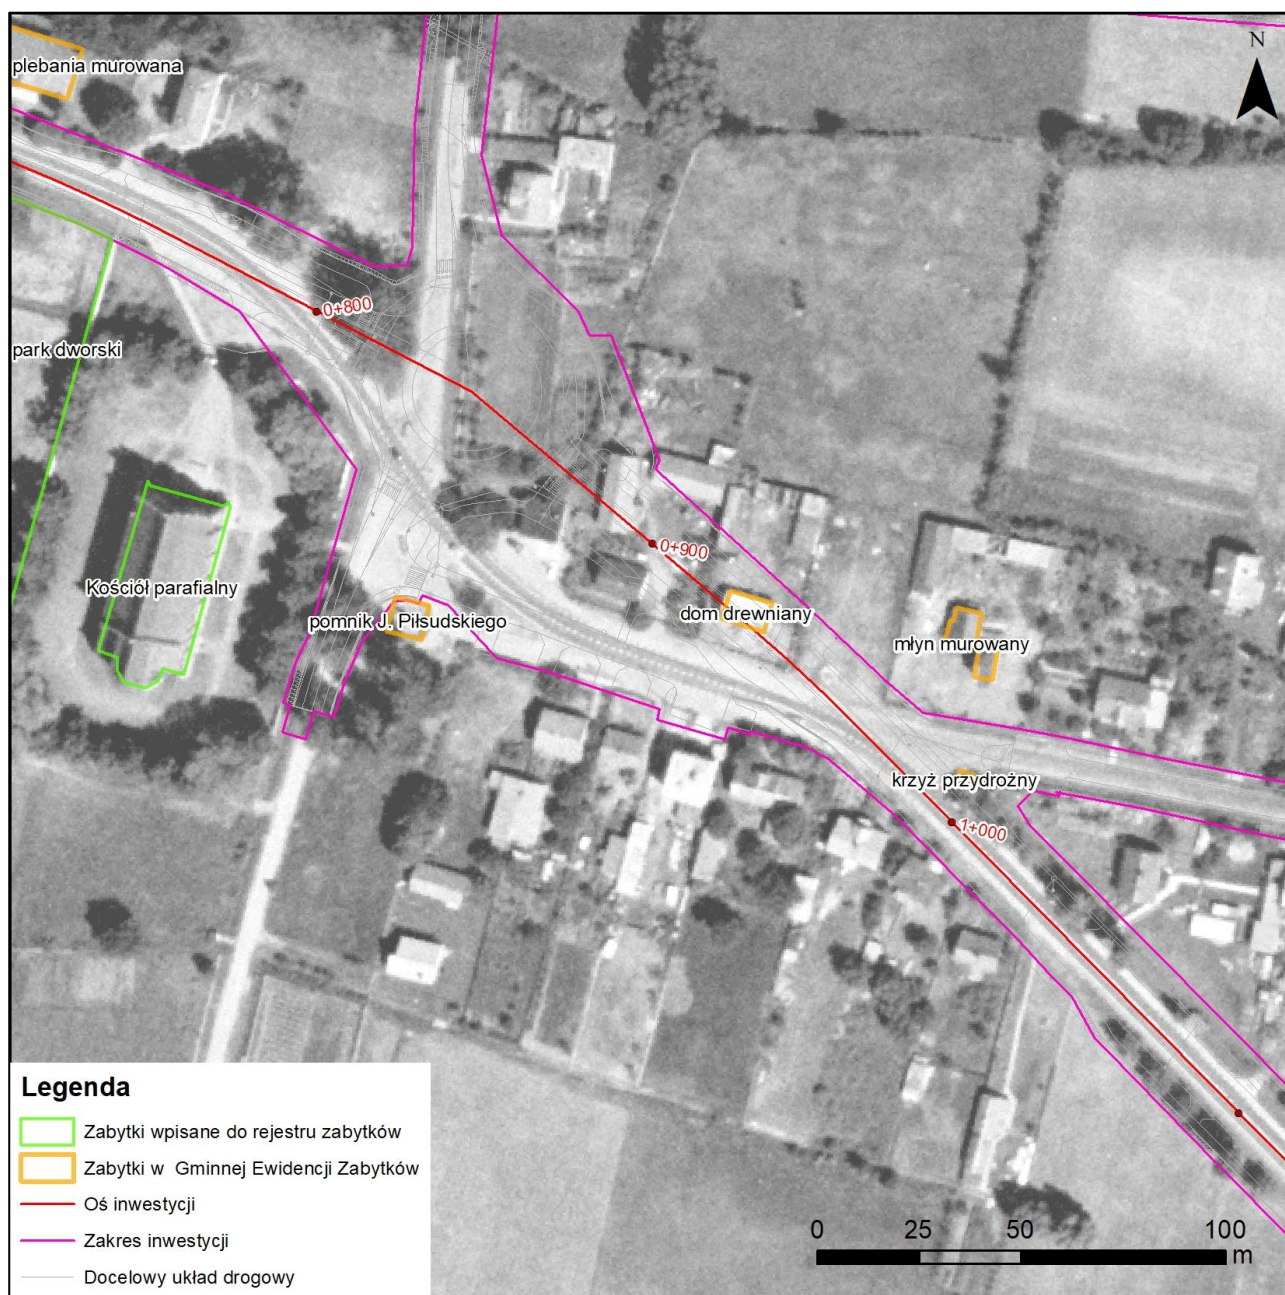 plebania murowana
N
0+800
park dworski
0+900
Kościół parafialny
pomnik J. Piłsudskiego
dom drewniany
młyn murowany
krzyż przydrożny
1+000
Legenda
Zabytki wpisane do rejestru zabytków
Zabytki w Gminnej Ewidencji Zabytków
Oś inwestycji
Zakres inwestycji
Docelowy układ drogowy
0 25 50 100
m